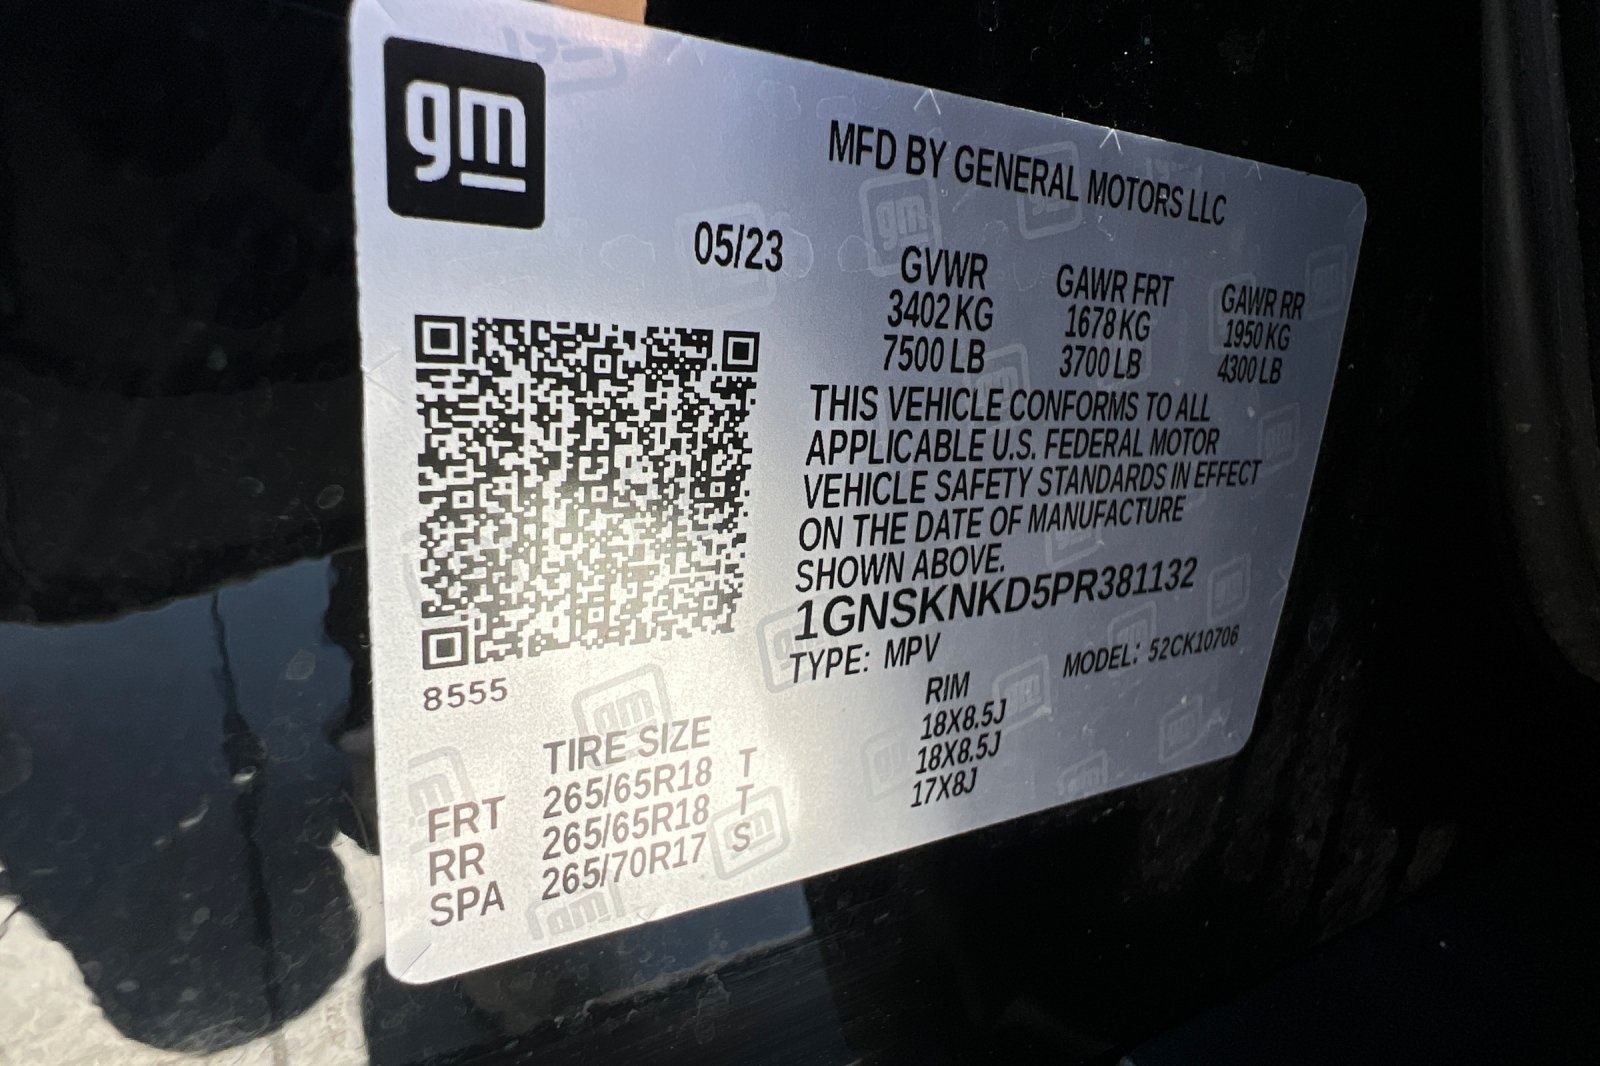 gm
MFD BY GENERAL MOTORS LLC
05/23
GVWR GAWR FRT GAWR RR
3402 KG 1678 KG 1950 KG
7500 LB 3700 LB 4300 LB
THIS VEHICLE CONFORMS TO ALL
APPLICABLE U.S. FEDERAL MOTOR
VEHICLE SAFETY STANDARDS IN EFFECT
ON THE DATE OF MANUFACTURE
SHOWN ABOVE.
1GNSKNKD5PR381132
TYPE: MPV MODEL: 52CK10706
8555
TIRE SIZE RIM
FRT 265/65R18 T 18X8.5J
RR 265/65R18 T 18X8.5J
SPA 265/70R17 S 17X8J